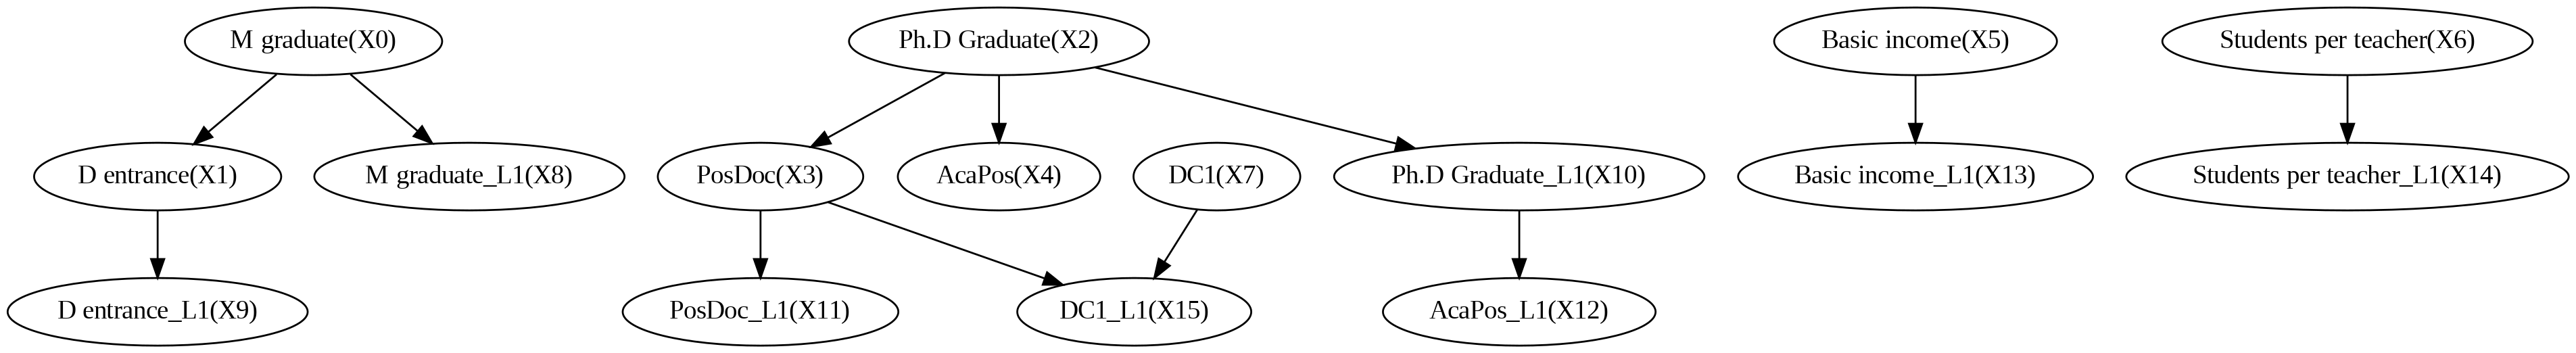 M graduate(X0)
Ph.D Graduate(X2)
Basic income(X5)
Students per teacher(X6)
D entrance(X1)
M graduate_L1(X8)
PosDoc(X3)
AcaPos(X4)
DC1(X7)
Ph.D Graduate_L1(X10)
Basic income_L1(X13)
Students per teacher_L1(X14)
D entrance_L1(X9)
PosDoc_L1(X11)
DC1_L1(X15)
AcaPos_L1(X12)